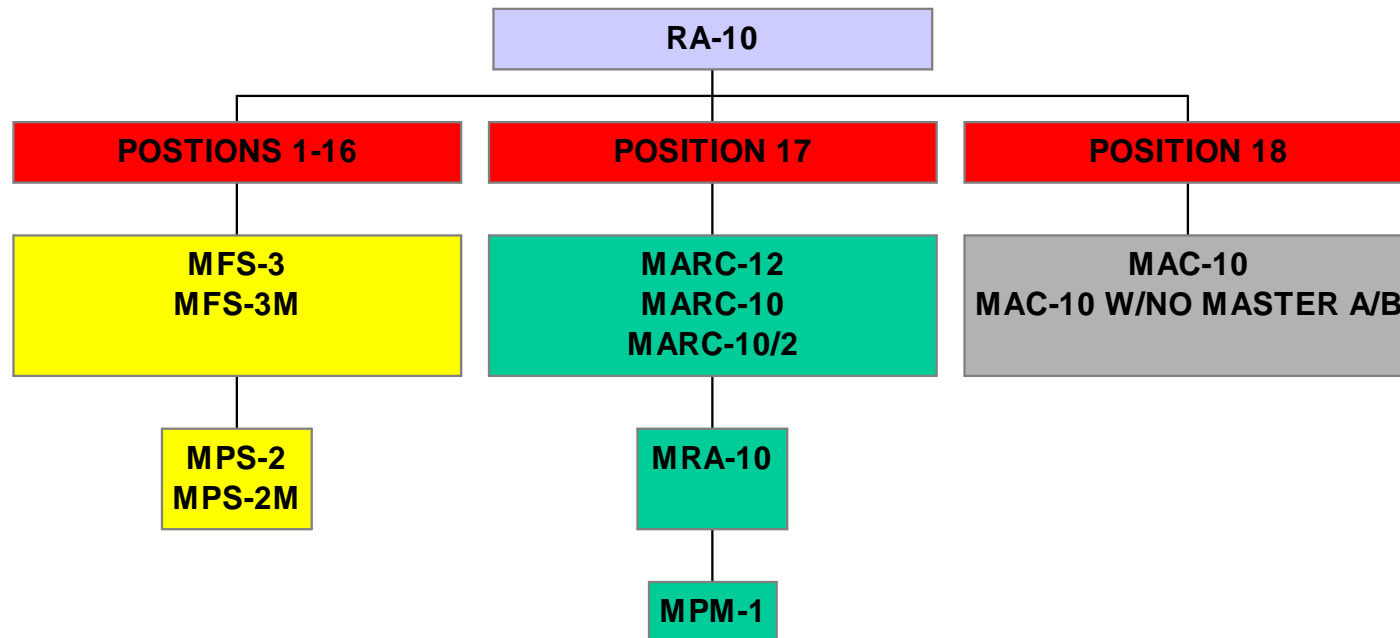 RA-10
POSTIONS 1-16
POSITION 17
POSITION 18
MFS-3
MFS-3M
MARC-12
MARC-10
MARC-10/2
MAC-10
MAC-10 W/NO MASTER A/B
MPS-2
MPS-2M
MRA-10
MPM-1